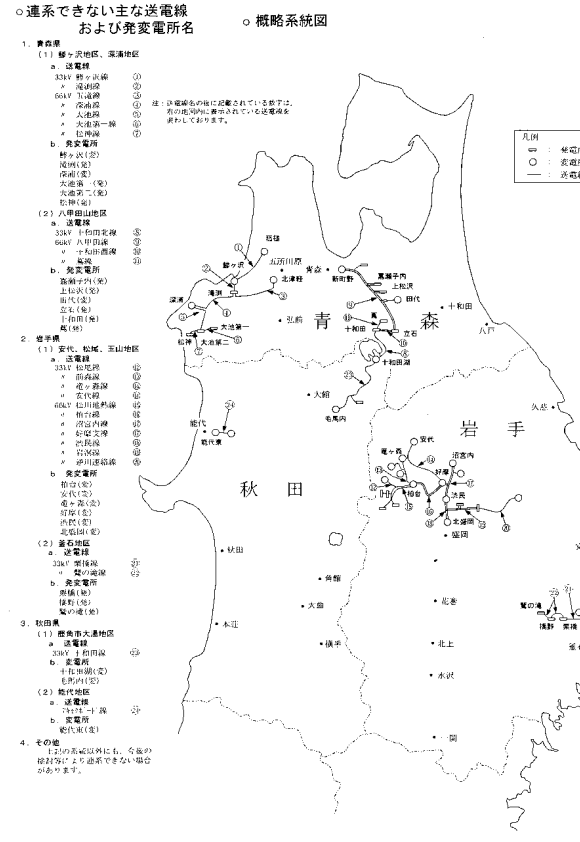 ○連系できない主な送電線
および発変電所名
○ 概略系統図
1．青森県
(1) 鯵ヶ沢地区、深浦地区
a．送電線
33kV 鯵ヶ沢線 ①
〃 滝渕線 ②
66kV 五滝線 ③
〃 深浦線 ④
〃 大池線 ⑤
〃 大池第一線 ⑥
〃 松神線 ⑦
b．発変電所
鯵ヶ沢(変)
滝渕(発)
深浦(変)
大池第一(発)
大池第二(発)
松神(発)
(2) 八甲田山地区
a．送電線
33kV 十和田北線 ⑧
66kV 八甲田線 ⑨
〃 十和田西線 ⑩
〃 蔦線 ⑪
b．発変電所
喜瀬子内(発)
上松沢(発)
田代(変)
立石(発)
十和田(発)
蔦(発)
2．岩手県
(1) 安代、松尾、玉山地区
a．送電線
33kV 松尾線 ⑫
〃 前森線 ⑬
〃 竜ヶ森線 ⑭
〃 安代線 ⑭
66kV 松川地熱線
〃 柏台線
〃 沼宮内線
〃 好摩支線 ⑰
〃 渋民線 ⑱
〃 岩洞線
〃 逆川連絡線 ⑳
b 発変電所
柏台(変)
安代(変)
竜ヶ森(変)
好摩(変)
渋民(変)
北盛岡(変)
(2) 釜石地区
a．送電線
33kV 栗橋線 ㉑
〃 鷲の滝線 ㉒
b．発変電所
栗橋(発)
橋野(発)
鷲の滝(発)
3．秋田県
(1) 鹿角市大湯地区
a 送電線
33kV 十和田線 ㉓
b．変電所
十和田湖(変)
毛馬内(変)
(2) 能代地区
a．送電線
b．変電所
能代東(変)
4．その他
上記の系統以外にも、今後の
検討等により連系できない場合
があります。
注：送電線名の後に記載されている数字は、
右の地図内に表示されている送電線を
表わしております。
凡例
： 発電
： 変電
： 送電
稲垣
五所川原
鯵ヶ沢
北津軽
青森
新町野
喜瀬子内
上松沢
田代
滝渕
深浦
弘前
青 森
十和田
八戸
蔦
十和田
立石
大池第一
松神 大池第二
十和田湖
大館
毛馬内
久慈
能代
能代東
岩 手
安代
竜ヶ森
沼宮内
好摩
柏台
渋民
北盛岡
盛岡
秋 田
秋田
角館
大曲
花巻
鷲の滝
橋野 栗橋
本荘
横手
北上
水沢
一関